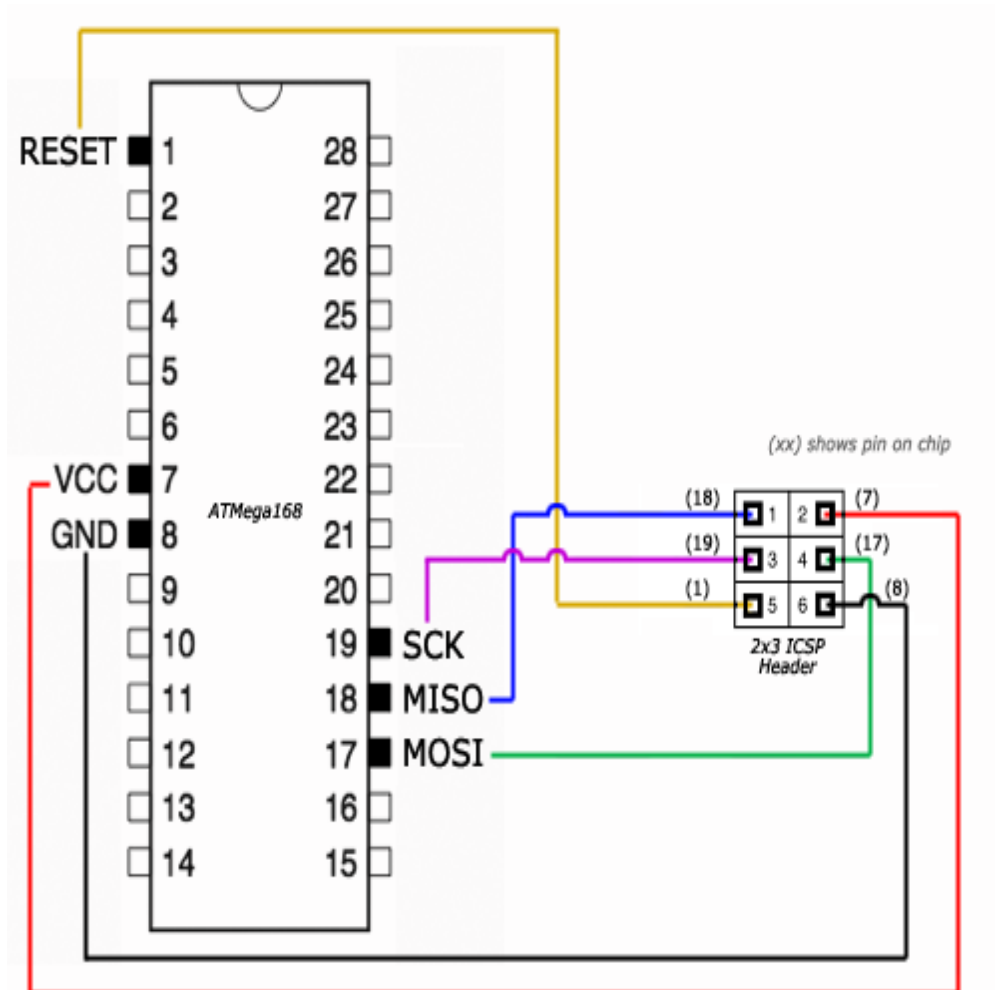 RESET 1 28
2 27
3 26
4 25
5 24
6 23
(xx) shows pin on chip
VCC 7 22
ATMega168
GND 8 21
9 20
10 19 SCK
11 18 MISO
12 17 MOSI
13 16
14 15
(18) 1 2 (7)
(19) 3 4 (17)
(1) 5 6 (8)
2x3 ICSP
Header